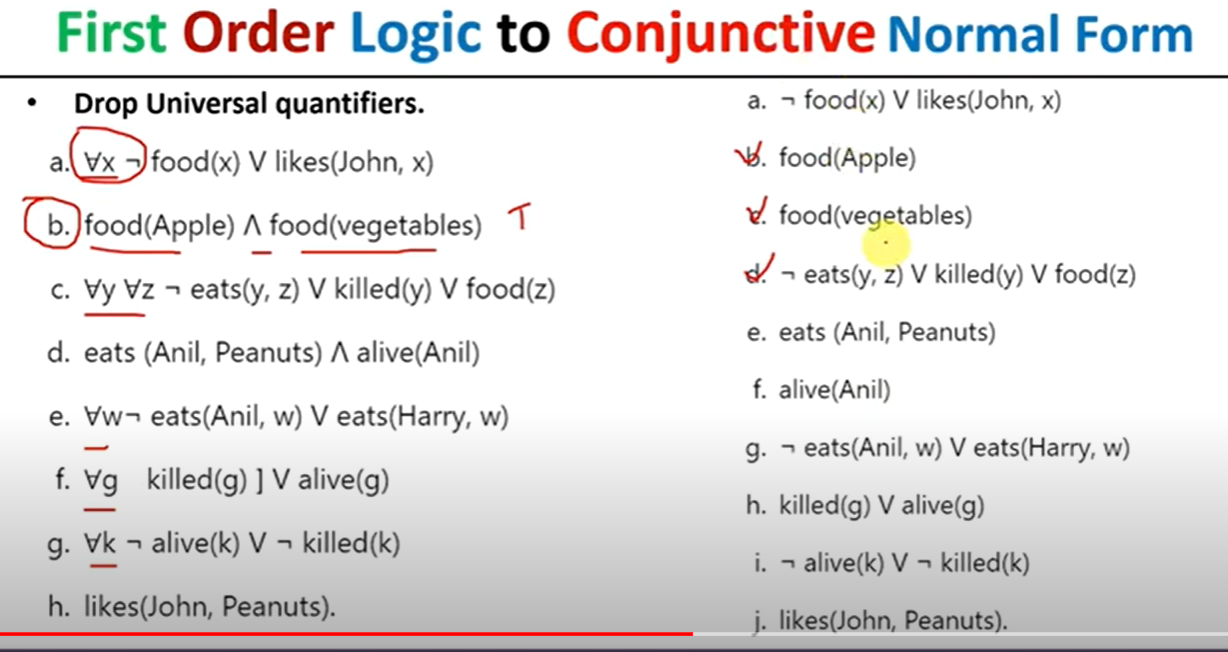 First Order Logic to Conjunctive Normal Form
• Drop Universal quantifiers.
a. ∀x ¬ food(x) V likes(John, x)
b. food(Apple) Λ food(vegetables) T
c. ∀y ∀z ¬ eats(y, z) V killed(y) V food(z)
d. eats (Anil, Peanuts) Λ alive(Anil)
e. ∀w¬ eats(Anil, w) V eats(Harry, w)
f. ∀g killed(g) ] V alive(g)
g. ∀k ¬ alive(k) V ¬ killed(k)
h. likes(John, Peanuts).
a. ¬ food(x) V likes(John, x)
b. food(Apple)
c. food(vegetables)
d. ¬ eats(y, z) V killed(y) V food(z)
e. eats (Anil, Peanuts)
f. alive(Anil)
g. ¬ eats(Anil, w) V eats(Harry, w)
h. killed(g) V alive(g)
i. ¬ alive(k) V ¬ killed(k)
j. likes(John, Peanuts).